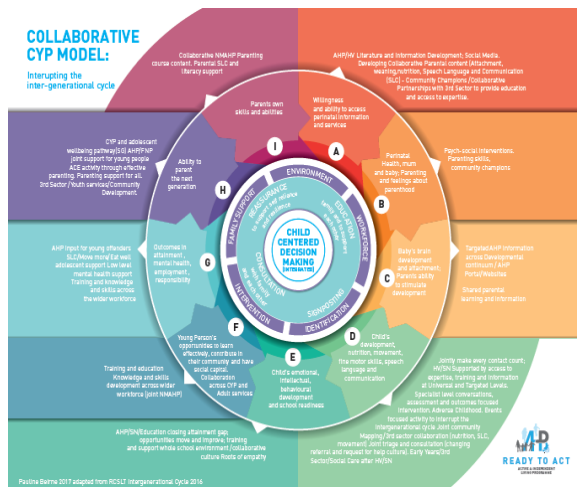 COLLABORATIVE
CYP MODEL:
Interupting the
inter-generational cycle
Collaborative NMAHP Parenting
course content. Parental SLC and
literacy support
AHP/HV Literature and Information Development; Social Media.
Developing Collaborative Parental content (Attachment,
weaning,nutrition, Speech Language and Communication
(SLC) - Community Champions /Collaborative
Partnerships with 3rd Sector to provide education
and access to expertise.
Parents own
skills and abilities
Willingness
and ability to access
perinatal information
and services
I
A
CYP and adolescent
wellbeing pathway(SG) AHP/FNP
joint support for young people
ACE activity through effective
parenting. Parenting support for all.
3rd Sector /Youth services/Community
Development.
Ability to
parent
the next
generation
H
Perinatal
Health, mum
and baby; Parenting
and feelings about
parenthood
B
Psych-social interventions.
Parenting skills,
community champions
ENVIRONMENT
WORKFORCE
IDENTIFICATION
INTERVENTION
FAMILY SUPPORT
REASSURANCE
EDUCATION
SIGNPOSTING
CONSULTATION
CHILD
CENTERED
DECISION
MAKING
(INTEGRATED)
AHP input for young offenders
SLC/Move more/Eat well
adolescent support Low level
mental health support
Training and knowledge
and skills across
the wider workforce
Outcomes in
attainment,
mental health,
employment,
responsibility
G
Baby's brain
development
and attachment;
Parents ability
to stimulate
development
C
TargetedAHP information
across Developmental
continuum / AHP
Portal/Websites.
Shared parental
learning and information
Training and education
Knowledge and skills
development across wider
workforce (joint NMAHP)
Young Person's
opportunities to learn
effectively, contribute in
their community and have
social capital.
Collaborative
across CYP and
Adult services
F
E
D
Child's emotional,
intellectual,
behavioural
development
and school readiness
Child's
development,
nutrition, movement,
fine motor skills, speech
language and
communication
Jointly make every contact count;
HV/SN Supported by access to
expertise, training and information
at Universal and Targeted Levels.
Specialist level conversations,
assessment and outcomes focused
intervention. Adverse Childhood. Events
focused activity to interrupt the
intergenerational cycle Joint community
Mapping/3rd sector collaboration (nutrition, SLC,
movement) Joint triage and consultation (changing
referral and request for help culture). Early Years/3rd
Sector/Social Care after HV/SN
AHP/SN/Education closing attainment gap;
opportunities move and improve; training
and support whole school environment /collaborative
culture Roots of empathy
Pauline Beirne 2017 adapted from RCSLT Intergenerational Cycle 2016
READY TO ACT
ACTIVE & INDEPENDENT
LIVING PROGRAMME